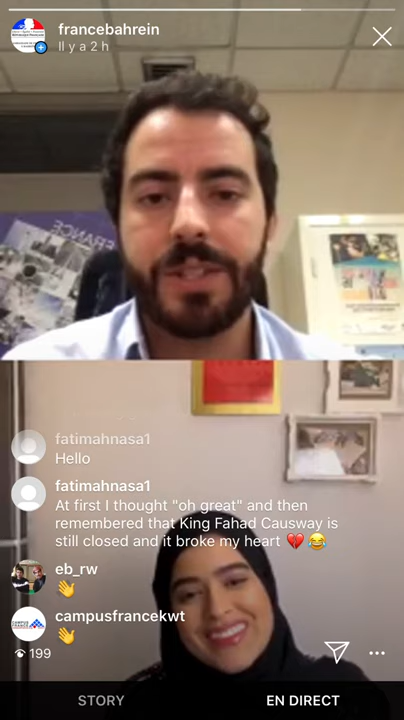 francebahrein
Il y a 2 h
fatimahnasa1
Hello
fatimahnasa1
At first I thought "oh great" and then
remembered that King Fahad Causway is
still closed and it broke my heart 💔😂
eb_rw
👋
campusfrancekwt
👋
199
STORY
EN DIRECT